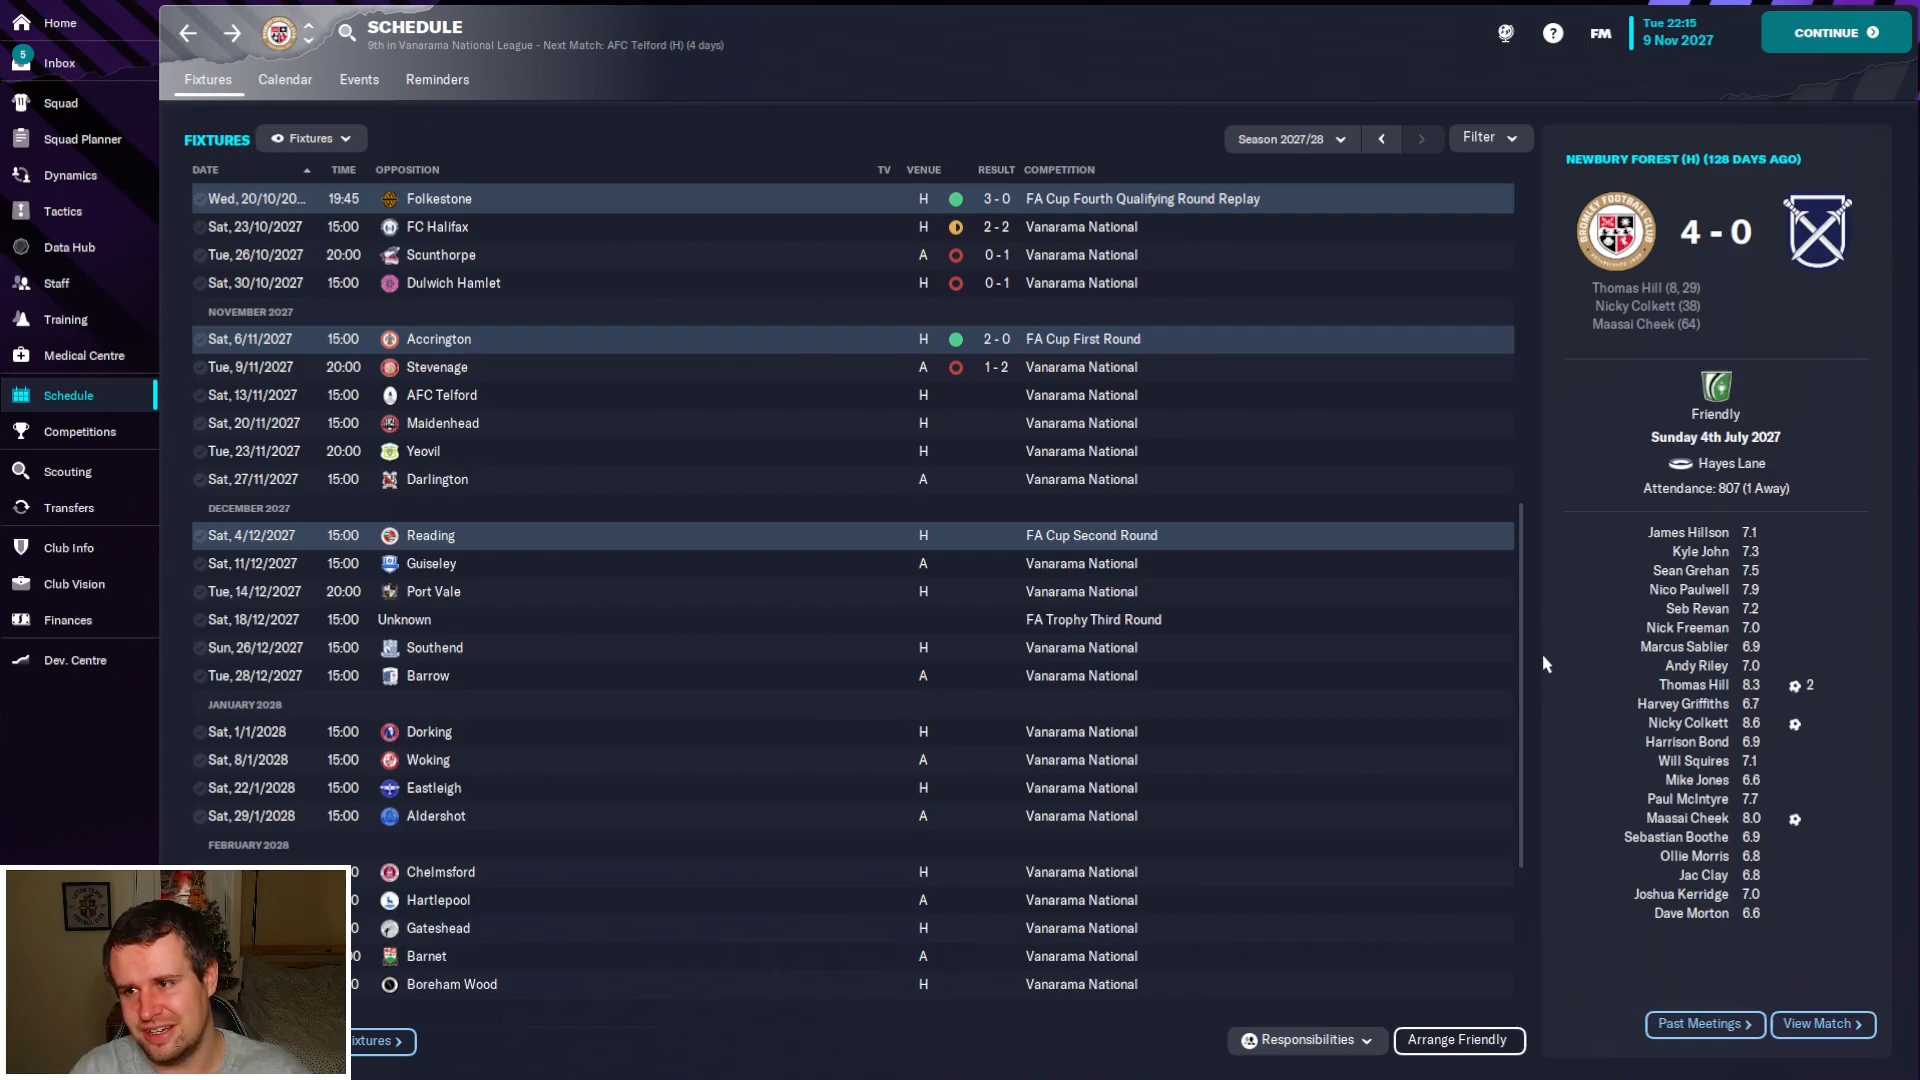 Home
5
Inbox
Squad
Squad Planner
Dynamics
Tactics
Data Hub
Staff
Training
Medical Centre
Schedule
Competitions
Scouting
Transfers
Club Info
Club Vision
Finances
Dev. Centre
SCHEDULE
9th in Vanarama National League - Next Match: AFC Telford (H) (4 days)
? FM
Tue 22:15
9 Nov 2027
CONTINUE
Fixtures Calendar Events Reminders
FIXTURES Fixtures
Season 2027/28 Filter
DATE TIME OPPOSITION TV VENUE RESULT COMPETITION
Wed, 20/10/20... 19:45 Folkestone H 3 - 0 FA Cup Fourth Qualifying Round Replay
Sat, 23/10/2027 15:00 FC Halifax H 2 - 2 Vanarama National
Tue, 26/10/2027 20:00 Scunthorpe A 0 - 1 Vanarama National
Sat, 30/10/2027 15:00 Dulwich Hamlet H 0 - 1 Vanarama National
NOVEMBER 2027
Sat, 6/11/2027 15:00 Accrington H 2 - 0 FA Cup First Round
Tue, 9/11/2027 20:00 Stevenage A 1 - 2 Vanarama National
Sat, 13/11/2027 15:00 AFC Telford H Vanarama National
Sat, 20/11/2027 15:00 Maidenhead H Vanarama National
Tue, 23/11/2027 20:00 Yeovil H Vanarama National
Sat, 27/11/2027 15:00 Darlington A Vanarama National
DECEMBER 2027
Sat, 4/12/2027 15:00 Reading H FA Cup Second Round
Sat, 11/12/2027 15:00 Guiseley A Vanarama National
Tue, 14/12/2027 20:00 Port Vale H Vanarama National
Sat, 18/12/2027 15:00 Unknown FA Trophy Third Round
Sun, 26/12/2027 15:00 Southend H Vanarama National
Tue, 28/12/2027 15:00 Barrow A Vanarama National
JANUARY 2028
Sat, 1/1/2028 15:00 Dorking H Vanarama National
Sat, 8/1/2028 15:00 Woking A Vanarama National
Sat, 22/1/2028 15:00 Eastleigh H Vanarama National
Sat, 29/1/2028 15:00 Aldershot A Vanarama National
FEBRUARY 2028
0 Chelmsford H Vanarama National
0 Hartlepool A Vanarama National
0 Gateshead H Vanarama National
00 Barnet A Vanarama National
0 Boreham Wood H Vanarama National
ixtures
Responsibilities Arrange Friendly
NEWBURY FOREST (H) (128 DAYS AGO)
BROMLEY FOOTBALL CLUB
4 - 0
Thomas Hill (8, 29)
Nicky Colkett (38)
Maasai Cheek (64)
Friendly
Sunday 4th July 2027
Hayes Lane
Attendance: 807 (1 Away)
James Hillson 7.1
Kyle John 7.3
Sean Grehan 7.5
Nico Paulwell 7.9
Seb Revan 7.2
Nick Freeman 7.0
Marcus Sablier 6.9
Andy Riley 7.0
Thomas Hill 8.3 2
Harvey Griffiths 6.7
Nicky Colkett 8.6
Harrison Bond 6.9
Will Squires 7.1
Mike Jones 6.6
Paul McIntyre 7.7
Maasai Cheek 8.0
Sebastian Boothe 6.9
Ollie Morris 6.8
Jac Clay 6.8
Joshua Kerridge 7.0
Dave Morton 6.6
Past Meetings View Match